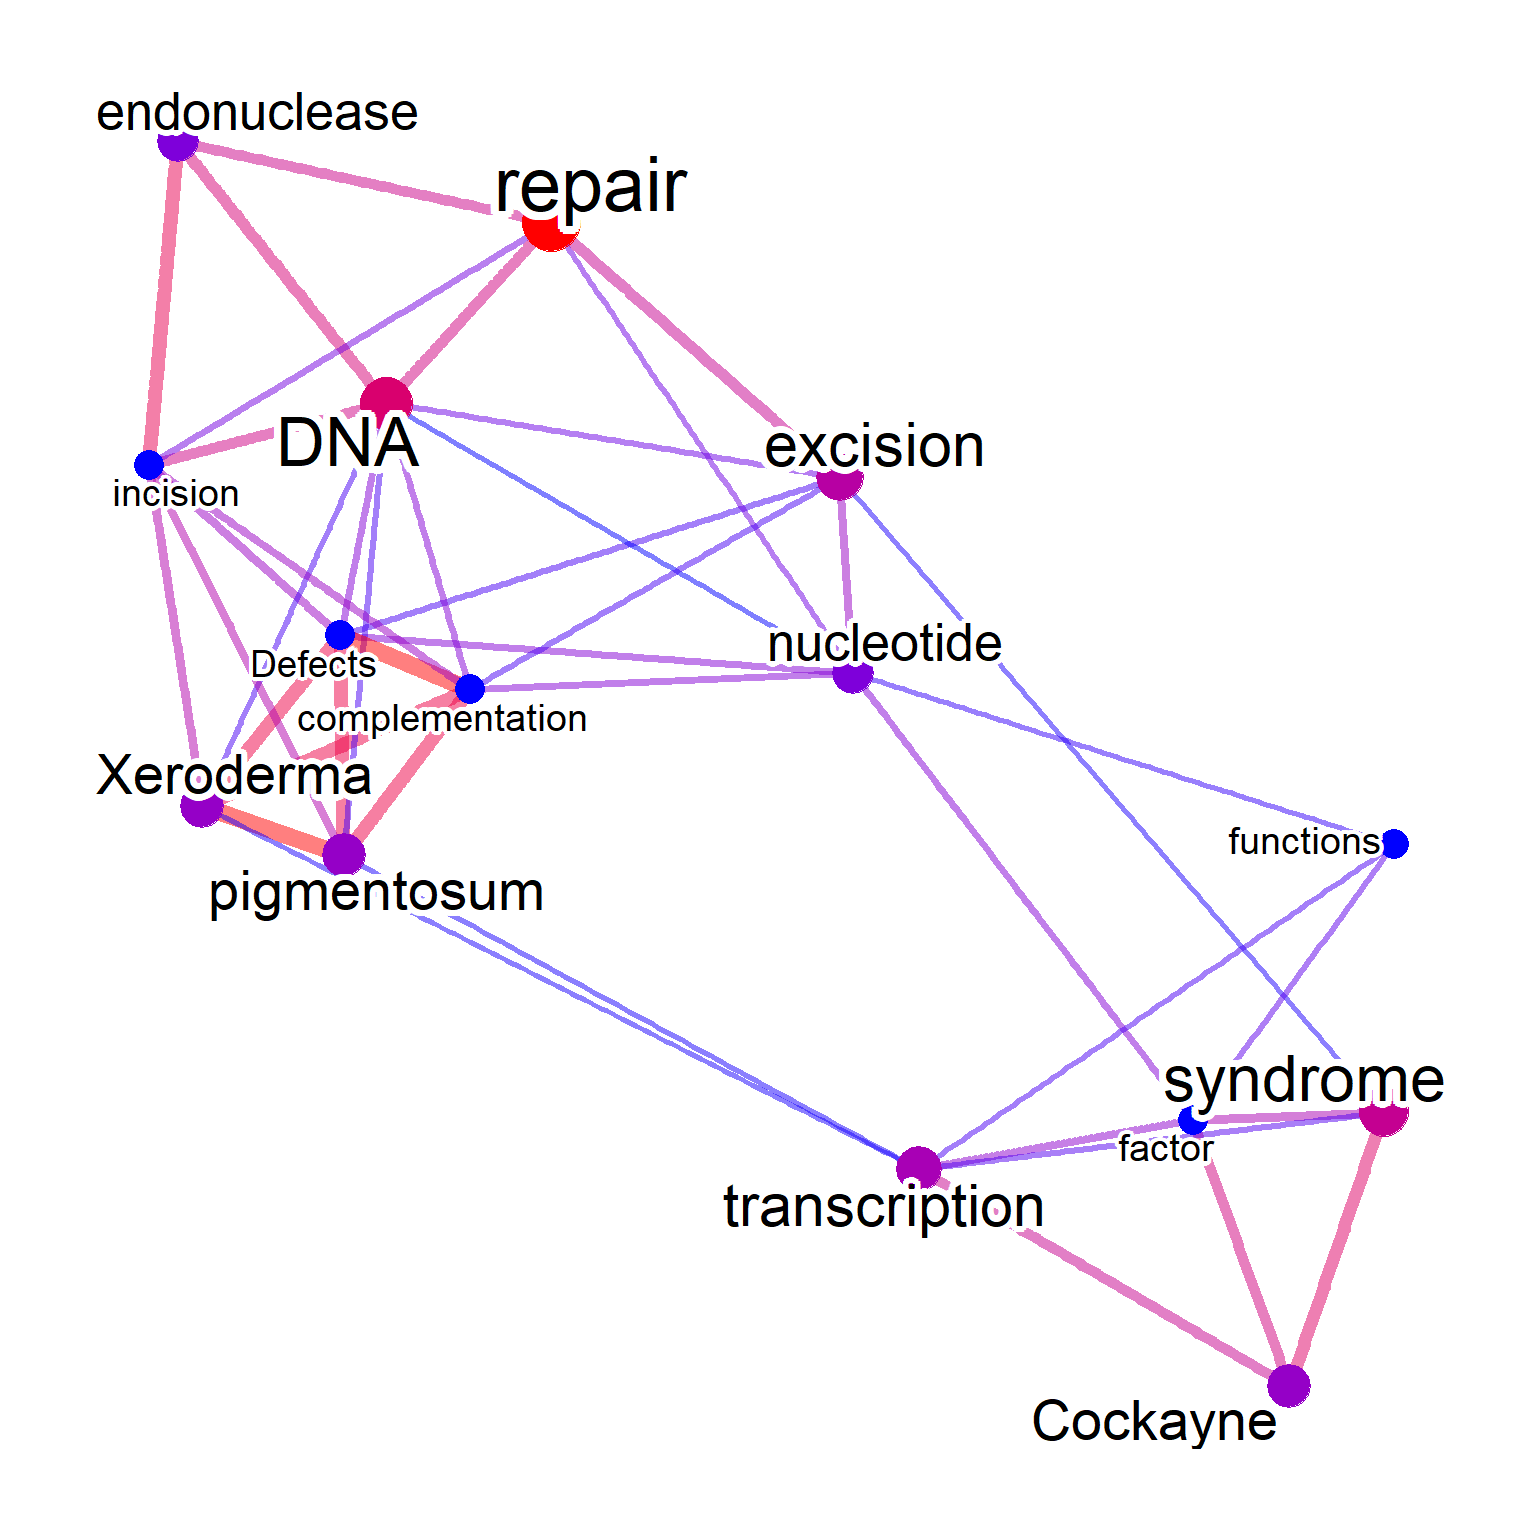 endonuclease
repair
DNA
excision
incision
nucleotide
Defects
complementation
Xeroderma
functions
pigmentosum
syndrome
factor
transcription
Cockayne